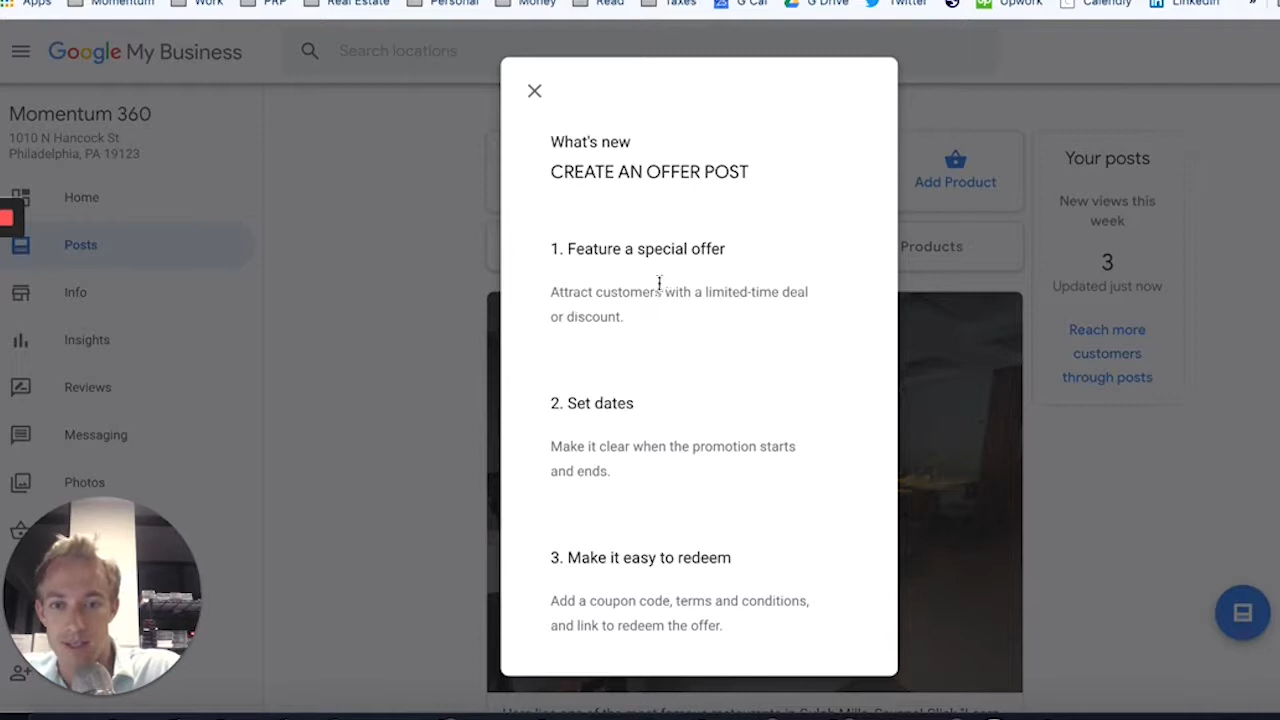 Apps Momentum Work PRP Real Estate Personal Money Read Taxes G Cal G Drive Twitter Upwork Calendly LinkedIn »
Google My Business
Search locations
Momentum 360
1010 N Hancock St
Philadelphia, PA 19123
Home
Posts
Info
Insights
Reviews
Messaging
Photos
What's new
CREATE AN OFFER POST
1. Feature a special offer
Attract customers with a limited-time deal
or discount.
2. Set dates
Make it clear when the promotion starts
and ends.
3. Make it easy to redeem
Add a coupon code, terms and conditions,
and link to redeem the offer.
Add Product
Products
Your posts
New views this
week
3
Updated just now
Reach more
customers
through posts